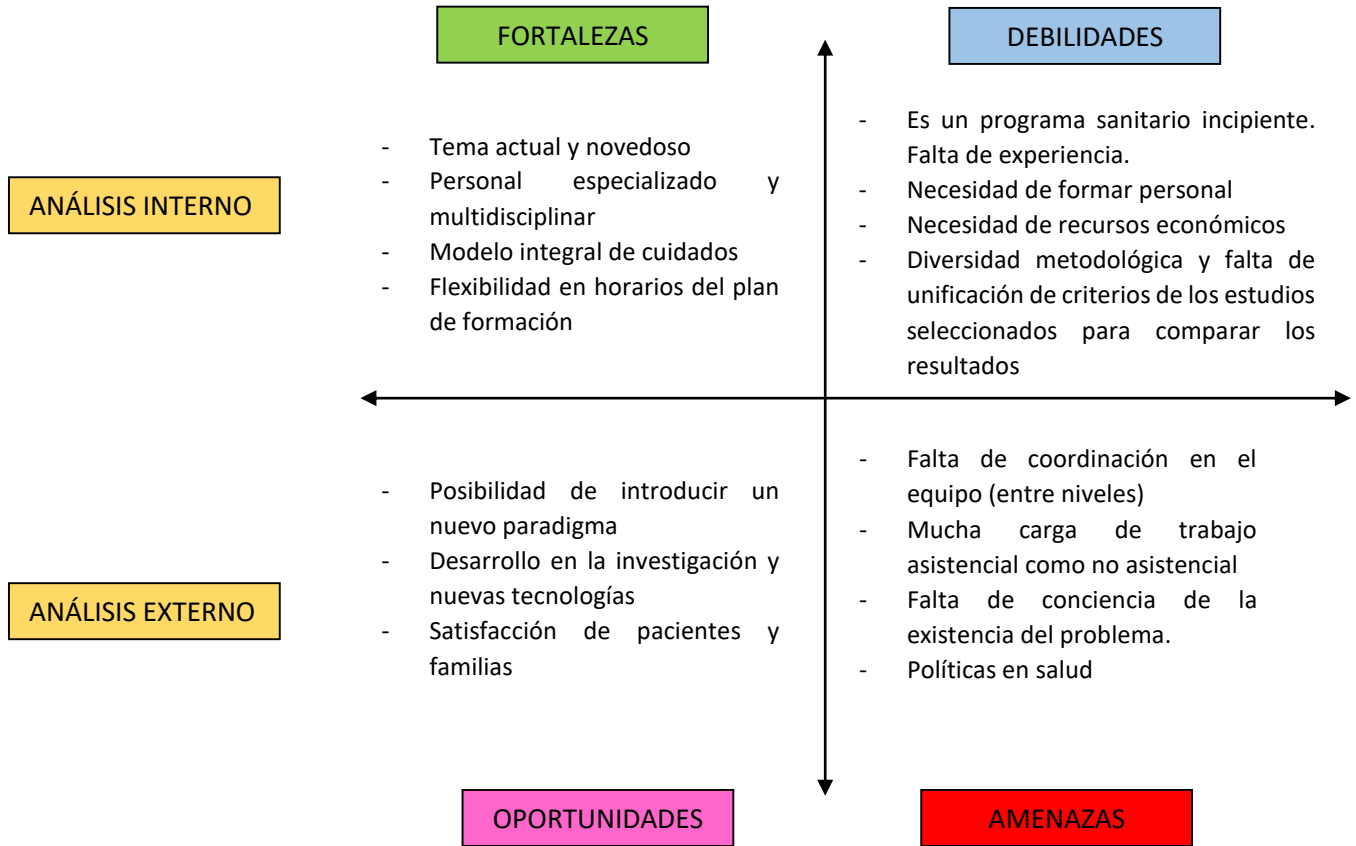 FORTALEZAS
DEBILIDADES
ANÁLISIS INTERNO
- Tema actual y novedoso
- Personal especializado y
multidisciplinar
- Modelo integral de cuidados
- Flexibilidad en horarios del plan
de formación
- Es un programa sanitario incipiente.
Falta de experiencia.
- Necesidad de formar personal
- Necesidad de recursos económicos
- Diversidad metodológica y falta de
unificación de criterios de los estudios
seleccionados para comparar los
resultados
ANÁLISIS EXTERNO
- Posibilidad de introducir un
nuevo paradigma
- Desarrollo en la investigación y
nuevas tecnologías
- Satisfacción de pacientes y
familias
- Falta de coordinación en el
equipo (entre niveles)
- Mucha carga de trabajo
asistencial como no asistencial
- Falta de conciencia de la
existencia del problema.
- Políticas en salud
OPORTUNIDADES
AMENAZAS